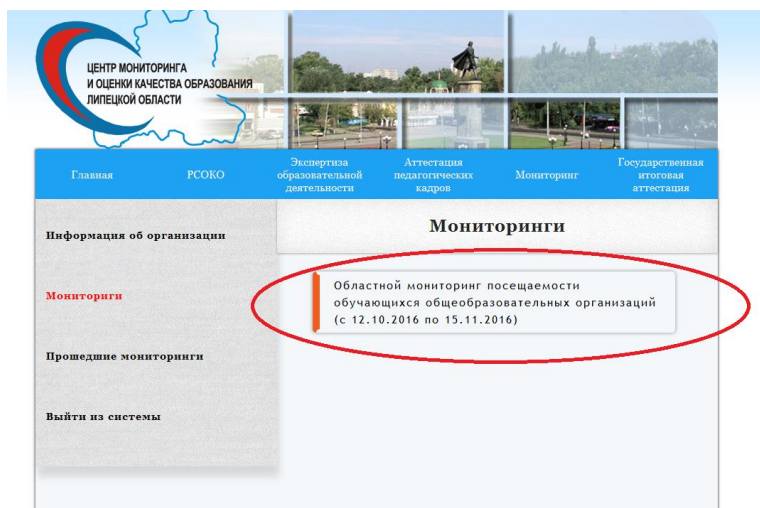 ЦЕНТР МОНИТОРИНГА
И ОЦЕНКИ КАЧЕСТВА ОБРАЗОВАНИЯ
ЛИПЕЦКОЙ ОБЛАСТИ
Главная
РСОКО
Экспертиза
образовательной
деятельности
Аттестация
педагогических
кадров
Мониторинг
Государственная
итоговая
аттестация
Информация об организации
Мониториги
Прошедшие мониторинги
Выйти из системы
Мониторинги
Областной мониторинг посещаемости
обучающихся общеобразовательных организаций
(с 12.10.2016 по 15.11.2016)